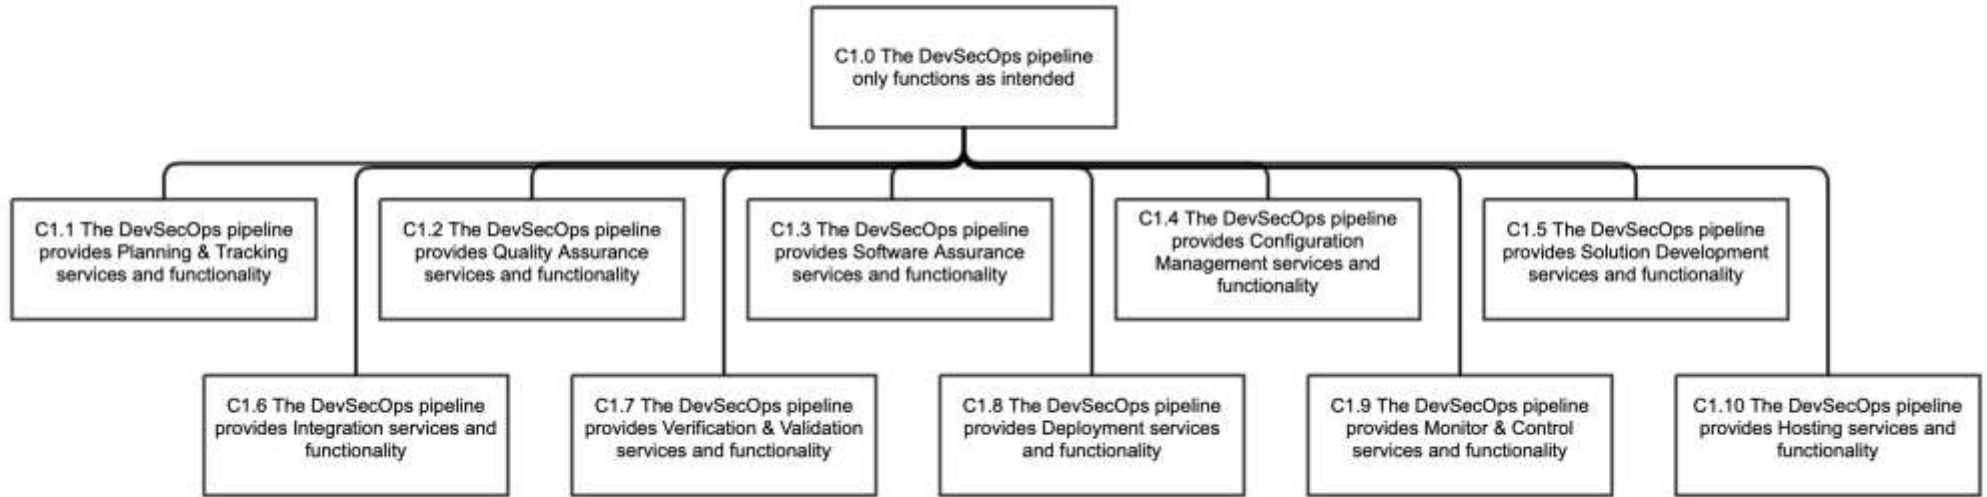 C1.0 The DevSecOps pipeline
only functions as intended
C1.1 The DevSecOps pipeline
provides Planning & Tracking
services and functionality
C1.2 The DevSecOps pipeline
provides Quality Assurance
services and functionality
C1.3 The DevSecOps pipeline
provides Software Assurance
services and functionality
C1.4 The DevSecOps pipeline
provides Configuration
Management services and
functionality
C1.5 The DevSecOps pipeline
provides Solution Development
services and functionality
C1.6 The DevSecOps pipeline
provides Integration services and
functionality
C1.7 The DevSecOps pipeline
provides Verification & Validation
services and functionality
C1.8 The DevSecOps pipeline
provides Deployment services
and functionality
C1.9 The DevSecOps pipeline
provides Monitor & Control
services and functionality
C1.10 The DevSecOps pipeline
provides Hosting services and
functionality